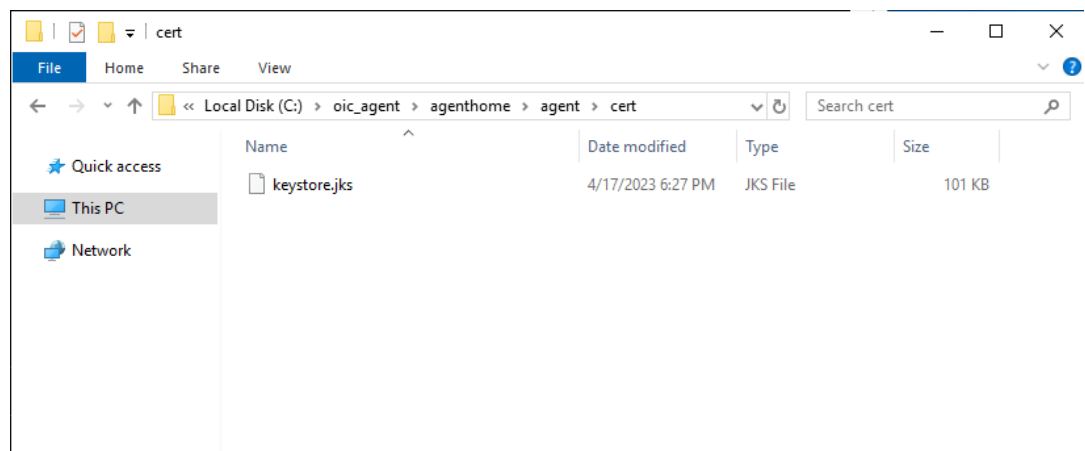 cert
File Home Share View
« Local Disk (C:) > oic_agent > agenthome > agent > cert Search cert
Name Date modified Type Size
Quick access
keystore.jks 4/17/2023 6:27 PM JKS File 101 KB
This PC
Network